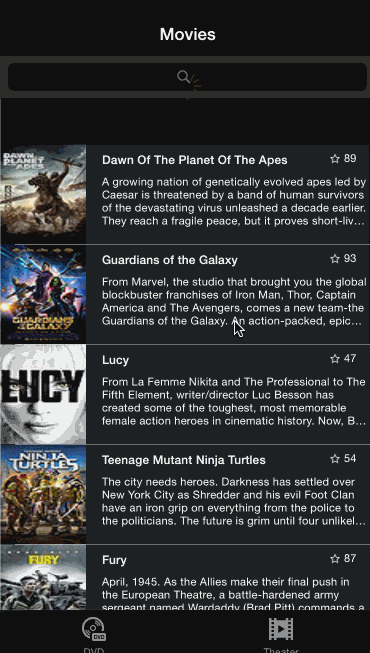 Movies
DAWN
PLANET OF THE
APES
Dawn Of The Planet Of The Apes
89
A growing nation of genetically evolved apes led by
Caesar is threatened by a band of human survivors
of the devastating virus unleashed a decade earlier.
They reach a fragile peace, but it proves short-liv...
GUARDIANS
OF THE
GALAXY
Guardians of the Galaxy
93
From Marvel, the studio that brought you the global
blockbuster franchises of Iron Man, Thor, Captain
America and The Avengers, comes a new team-the
Guardians of the Galaxy. An action-packed, epic...
LUCY
Lucy
47
From La Femme Nikita and The Professional to The
Fifth Element, writer/director Luc Besson has
created some of the toughest, most memorable
female action heroes in cinematic history. Now, B...
NINJA
TURTLES
Teenage Mutant Ninja Turtles
54
The city needs heroes. Darkness has settled over
New York City as Shredder and his evil Foot Clan
have an iron grip on everything from the police to
the politicians. The future is grim until four unlikel...
FURY
Fury
87
April, 1945. As the Allies make their final push in
the European Theatre, a battle-hardened army
sergeant named Wardaddy (Brad Pitt) commands a
DVD
DVD
Theater